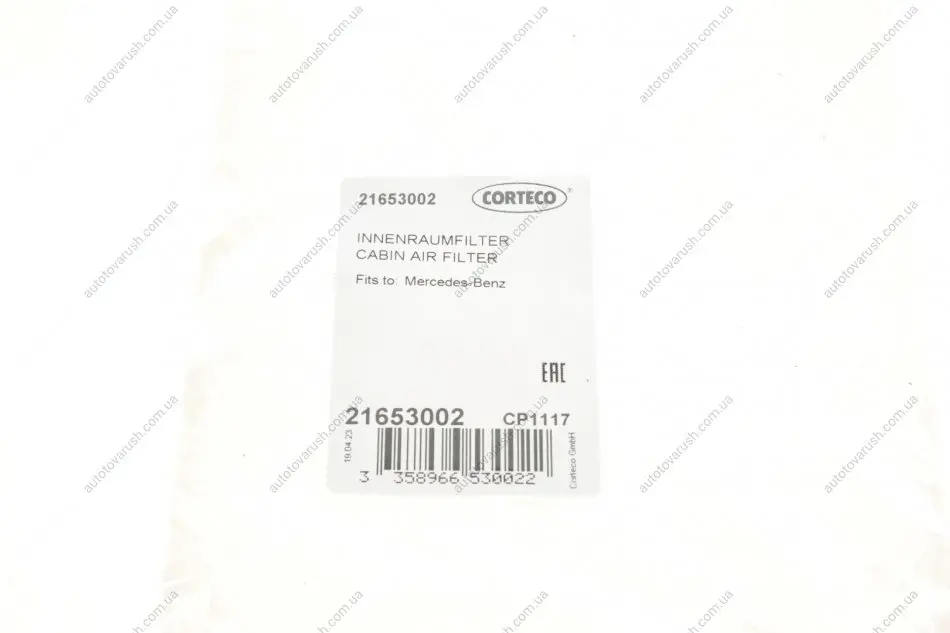 21653002
CORTECO
INNENRAUMFILTER
CABIN AIR FILTER
Fits to: Mercedes-Benz
EAC
21653002 CP1117
19.04.23
Corteco GmbH
3 358966 530022
autotovarush.com.ua